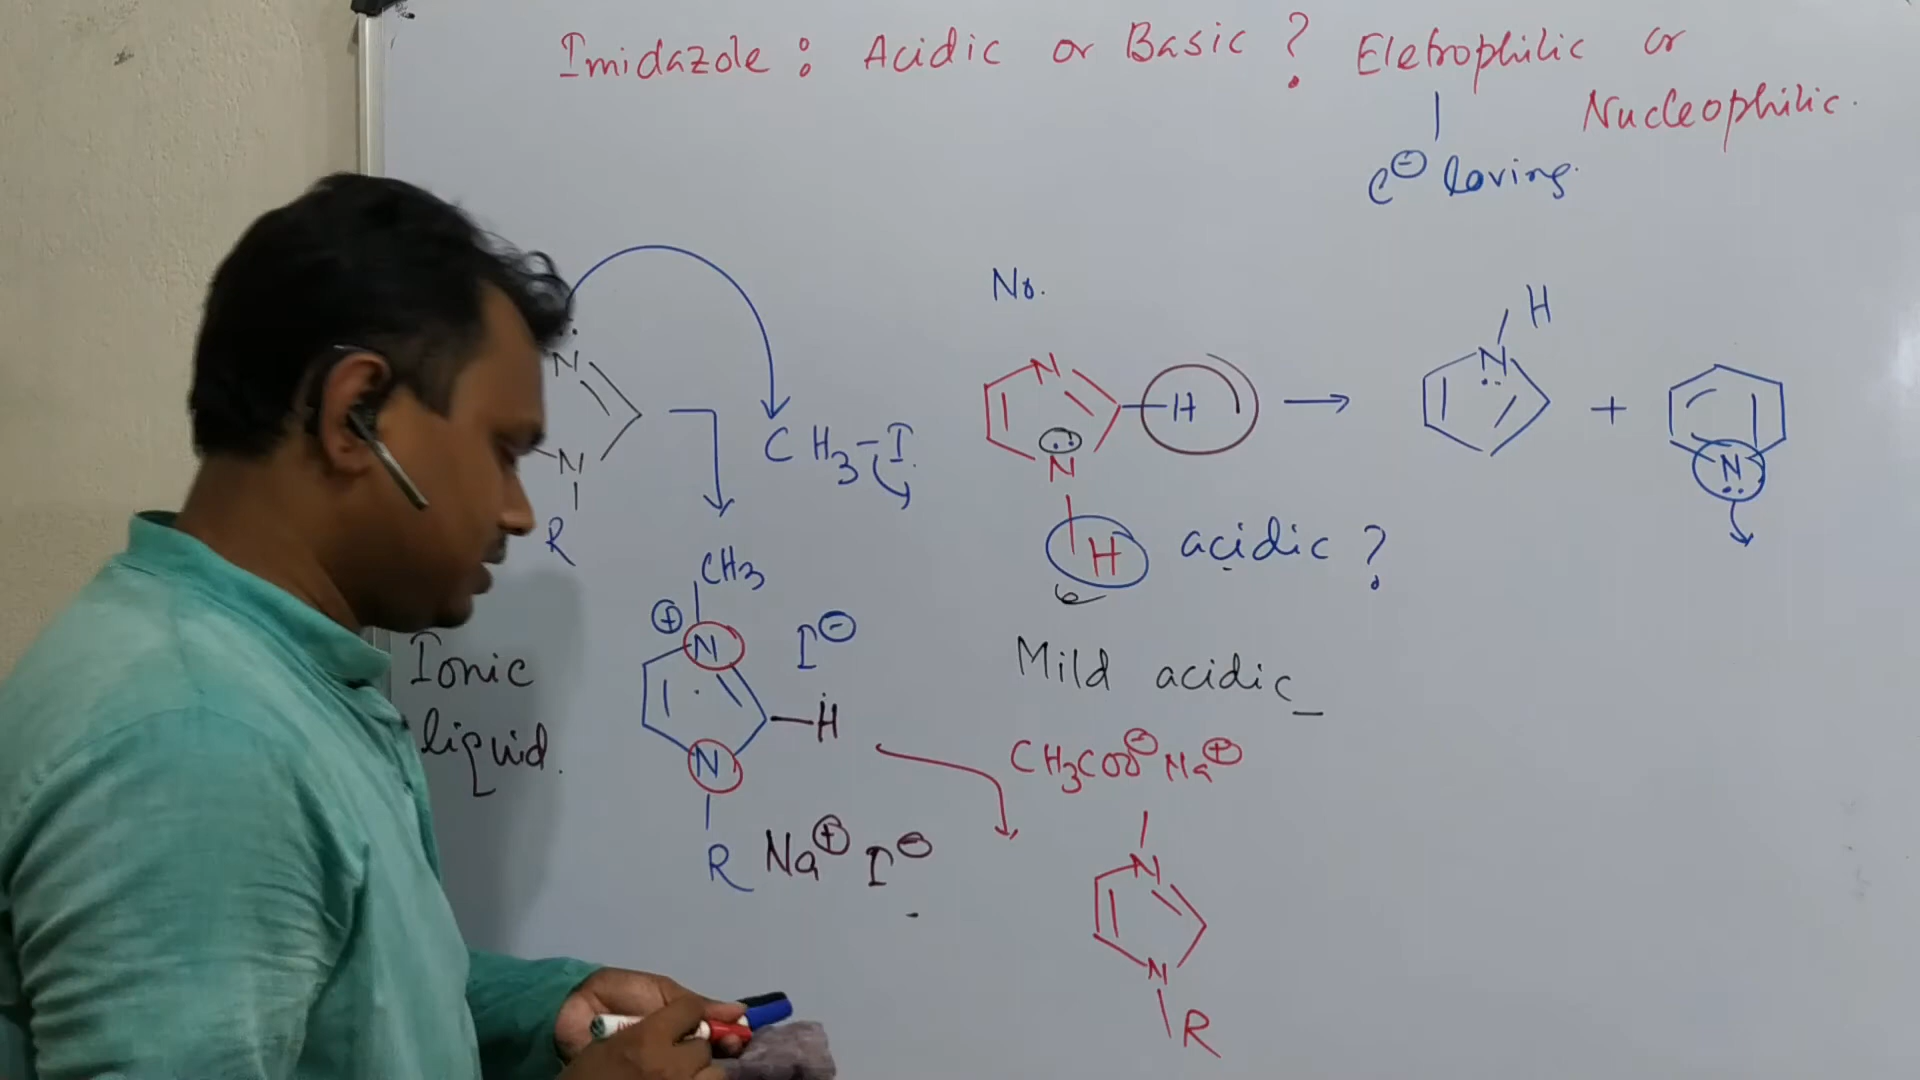 Imidazole : Acidic or Basic ? Eletrophilic or
Nucleophilic.
e⊖ loving.
No.
H
N
N
R
CH3-I
N
N
H
H
acidic ?
N
N
CH3
⊕
N
I⊖
H
N
R
Ionic
liquid.
Mild acidic
CH3COO⊖ Na⊕
Na⊕ I⊖
N
N
R